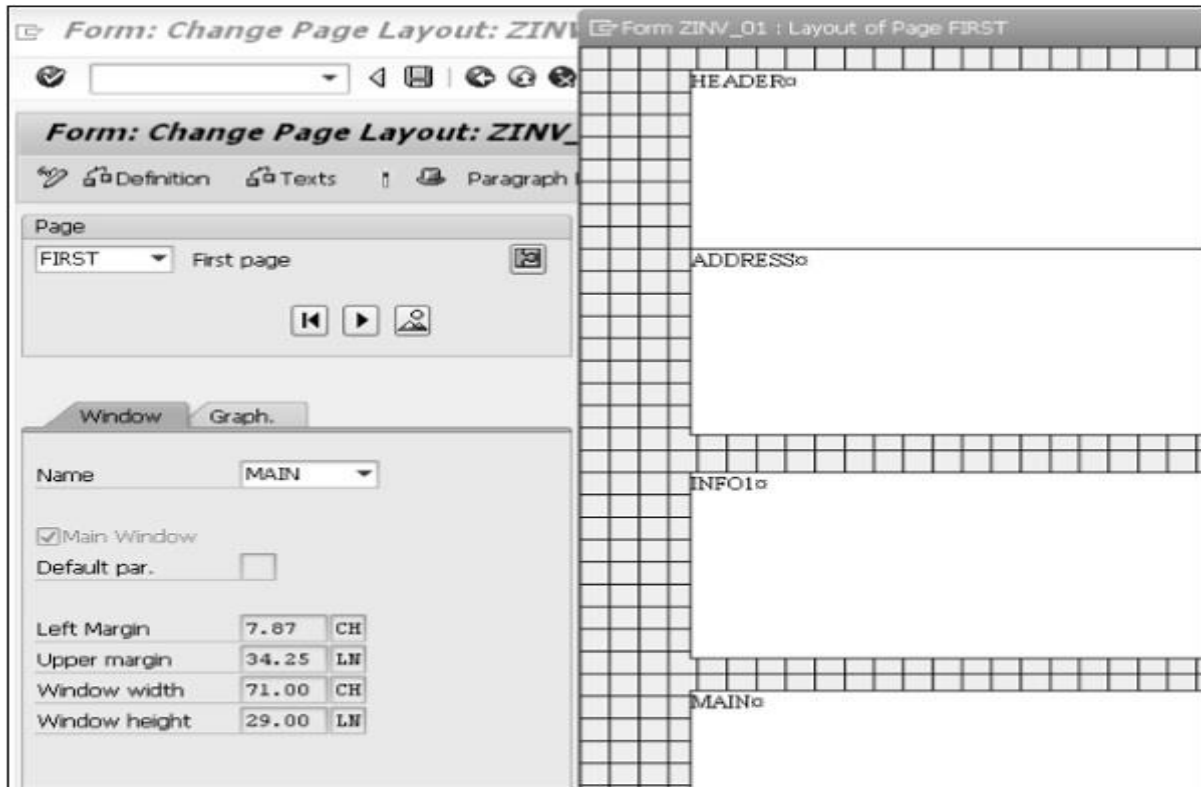 Form: Change Page Layout: ZINV
Form ZINV_01 : Layout of Page FIRST
Form: Change Page Layout: ZINV_
Definition Texts Paragraph
Page
FIRST First page
Window Graph.
Name MAIN
Main Window
Default par.
Left Margin 7.87 CH
Upper margin 34.25 LN
Window width 71.00 CH
Window height 29.00 LN
HEADER¤
ADDRESS¤
INFO1¤
MAIN¤